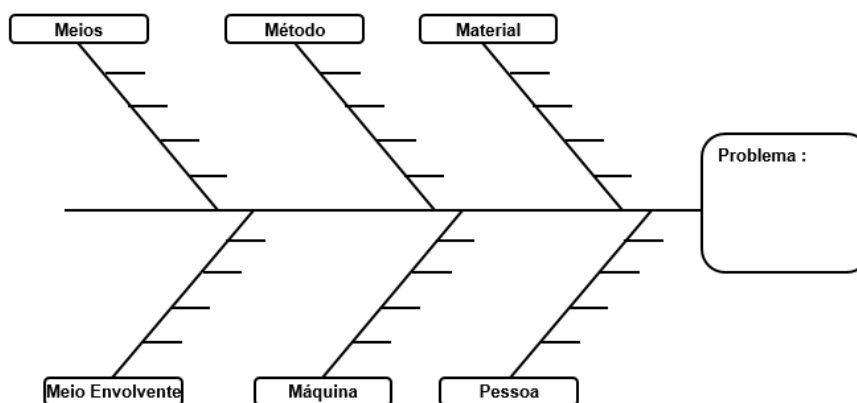 Meios
Método
Material
Problema :
Meio Envolvente
Máquina
Pessoa